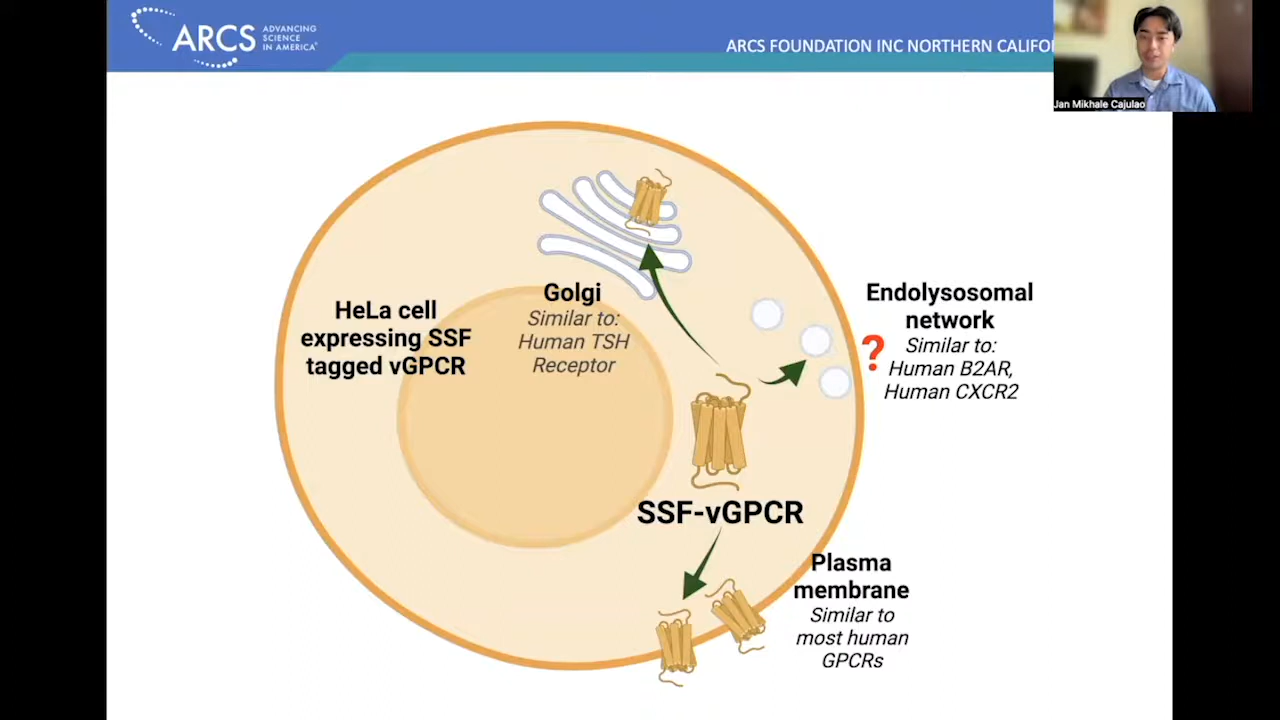 ARCS
ADVANCING
SCIENCE
IN AMERICA
ARCS FOUNDATION INC NORTHERN
Jan Mikhale Cajulao
HeLa cell
expressing SSF
tagged vGPCR
Golgi
Similar to:
Human TSH
Receptor
Endolysosomal
network
?
Similar to:
Human B2AR,
Human CXCR2
SSF-vGPCR
Plasma
membrane
Similar to
most human
GPCRs